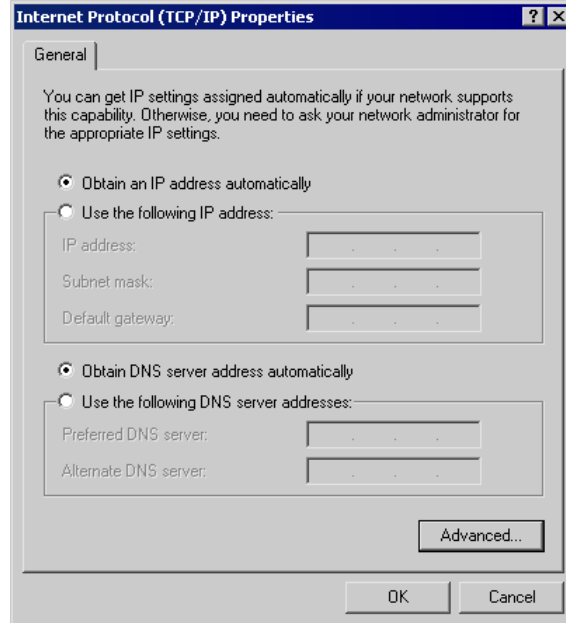 Internet Protocol (TCP/IP) Properties
General
You can get IP settings assigned automatically if your network supports
this capability. Otherwise, you need to ask your network administrator for
the appropriate IP settings.
Obtain an IP address automatically
Use the following IP address:
IP address:
Subnet mask:
Default gateway:
Obtain DNS server address automatically
Use the following DNS server addresses:
Preferred DNS server:
Alternate DNS server:
Advanced...
OK Cancel